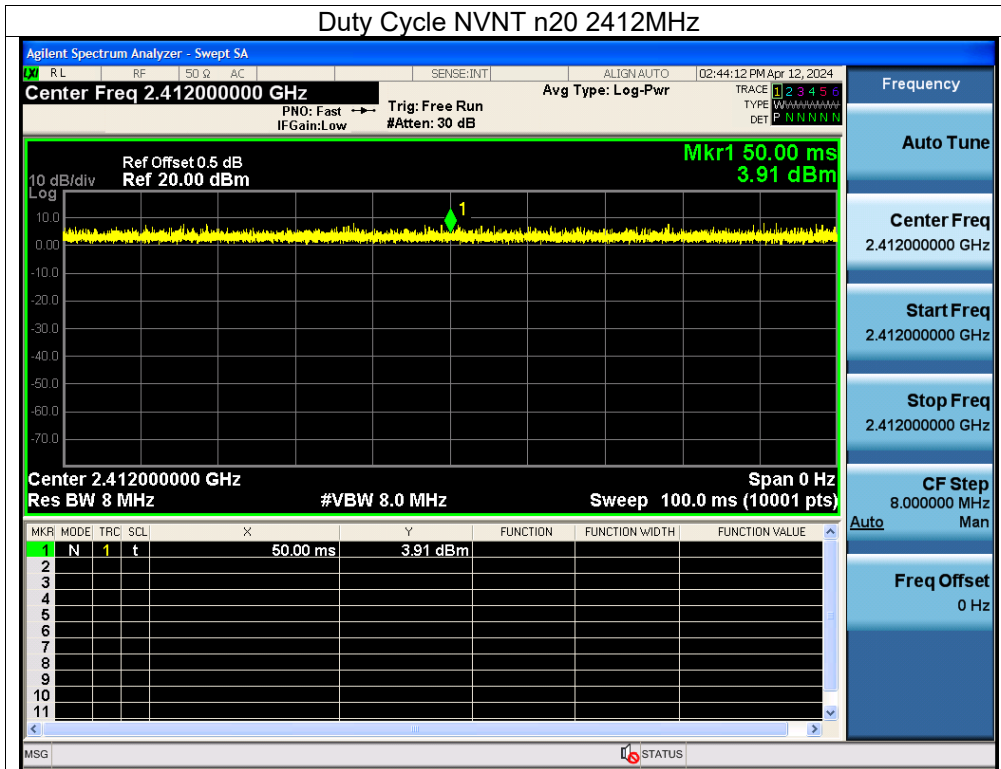 Duty Cycle NVNT n20 2412MHz
Agilent Spectrum Analyzer - Swept SA
LXI RL RF 50 Ω AC SENSE:INT ALIGNAUTO 02:44:12 PM Apr 12, 2024
Center Freq 2.412000000 GHz
PNO: Fast
IFGain:Low
Trig: Free Run
#Atten: 30 dB
Avg Type: Log-Pwr
TRACE 1 2 3 4 5 6
TYPE WWWWWWWW
DET P N N N N N
Mkr1 50.00 ms
3.91 dBm
Ref Offset 0.5 dB
10 dB/div Ref 20.00 dBm
Log
1
10.0
0.00
-10.0
-20.0
-30.0
-40.0
-50.0
-60.0
-70.0
Center 2.412000000 GHz Span 0 Hz
Res BW 8 MHz #VBW 8.0 MHz Sweep 100.0 ms (10001 pts)
MKR MODE TRC SCL X Y FUNCTION FUNCTION WIDTH FUNCTION VALUE
1 N 1 t 50.00 ms 3.91 dBm
2
3
4
5
6
7
8
9
10
11
MSG STATUS
Frequency
Auto Tune
Center Freq
2.412000000 GHz
Start Freq
2.412000000 GHz
Stop Freq
2.412000000 GHz
CF Step
8.000000 MHz
Auto Man
Freq Offset
0 Hz